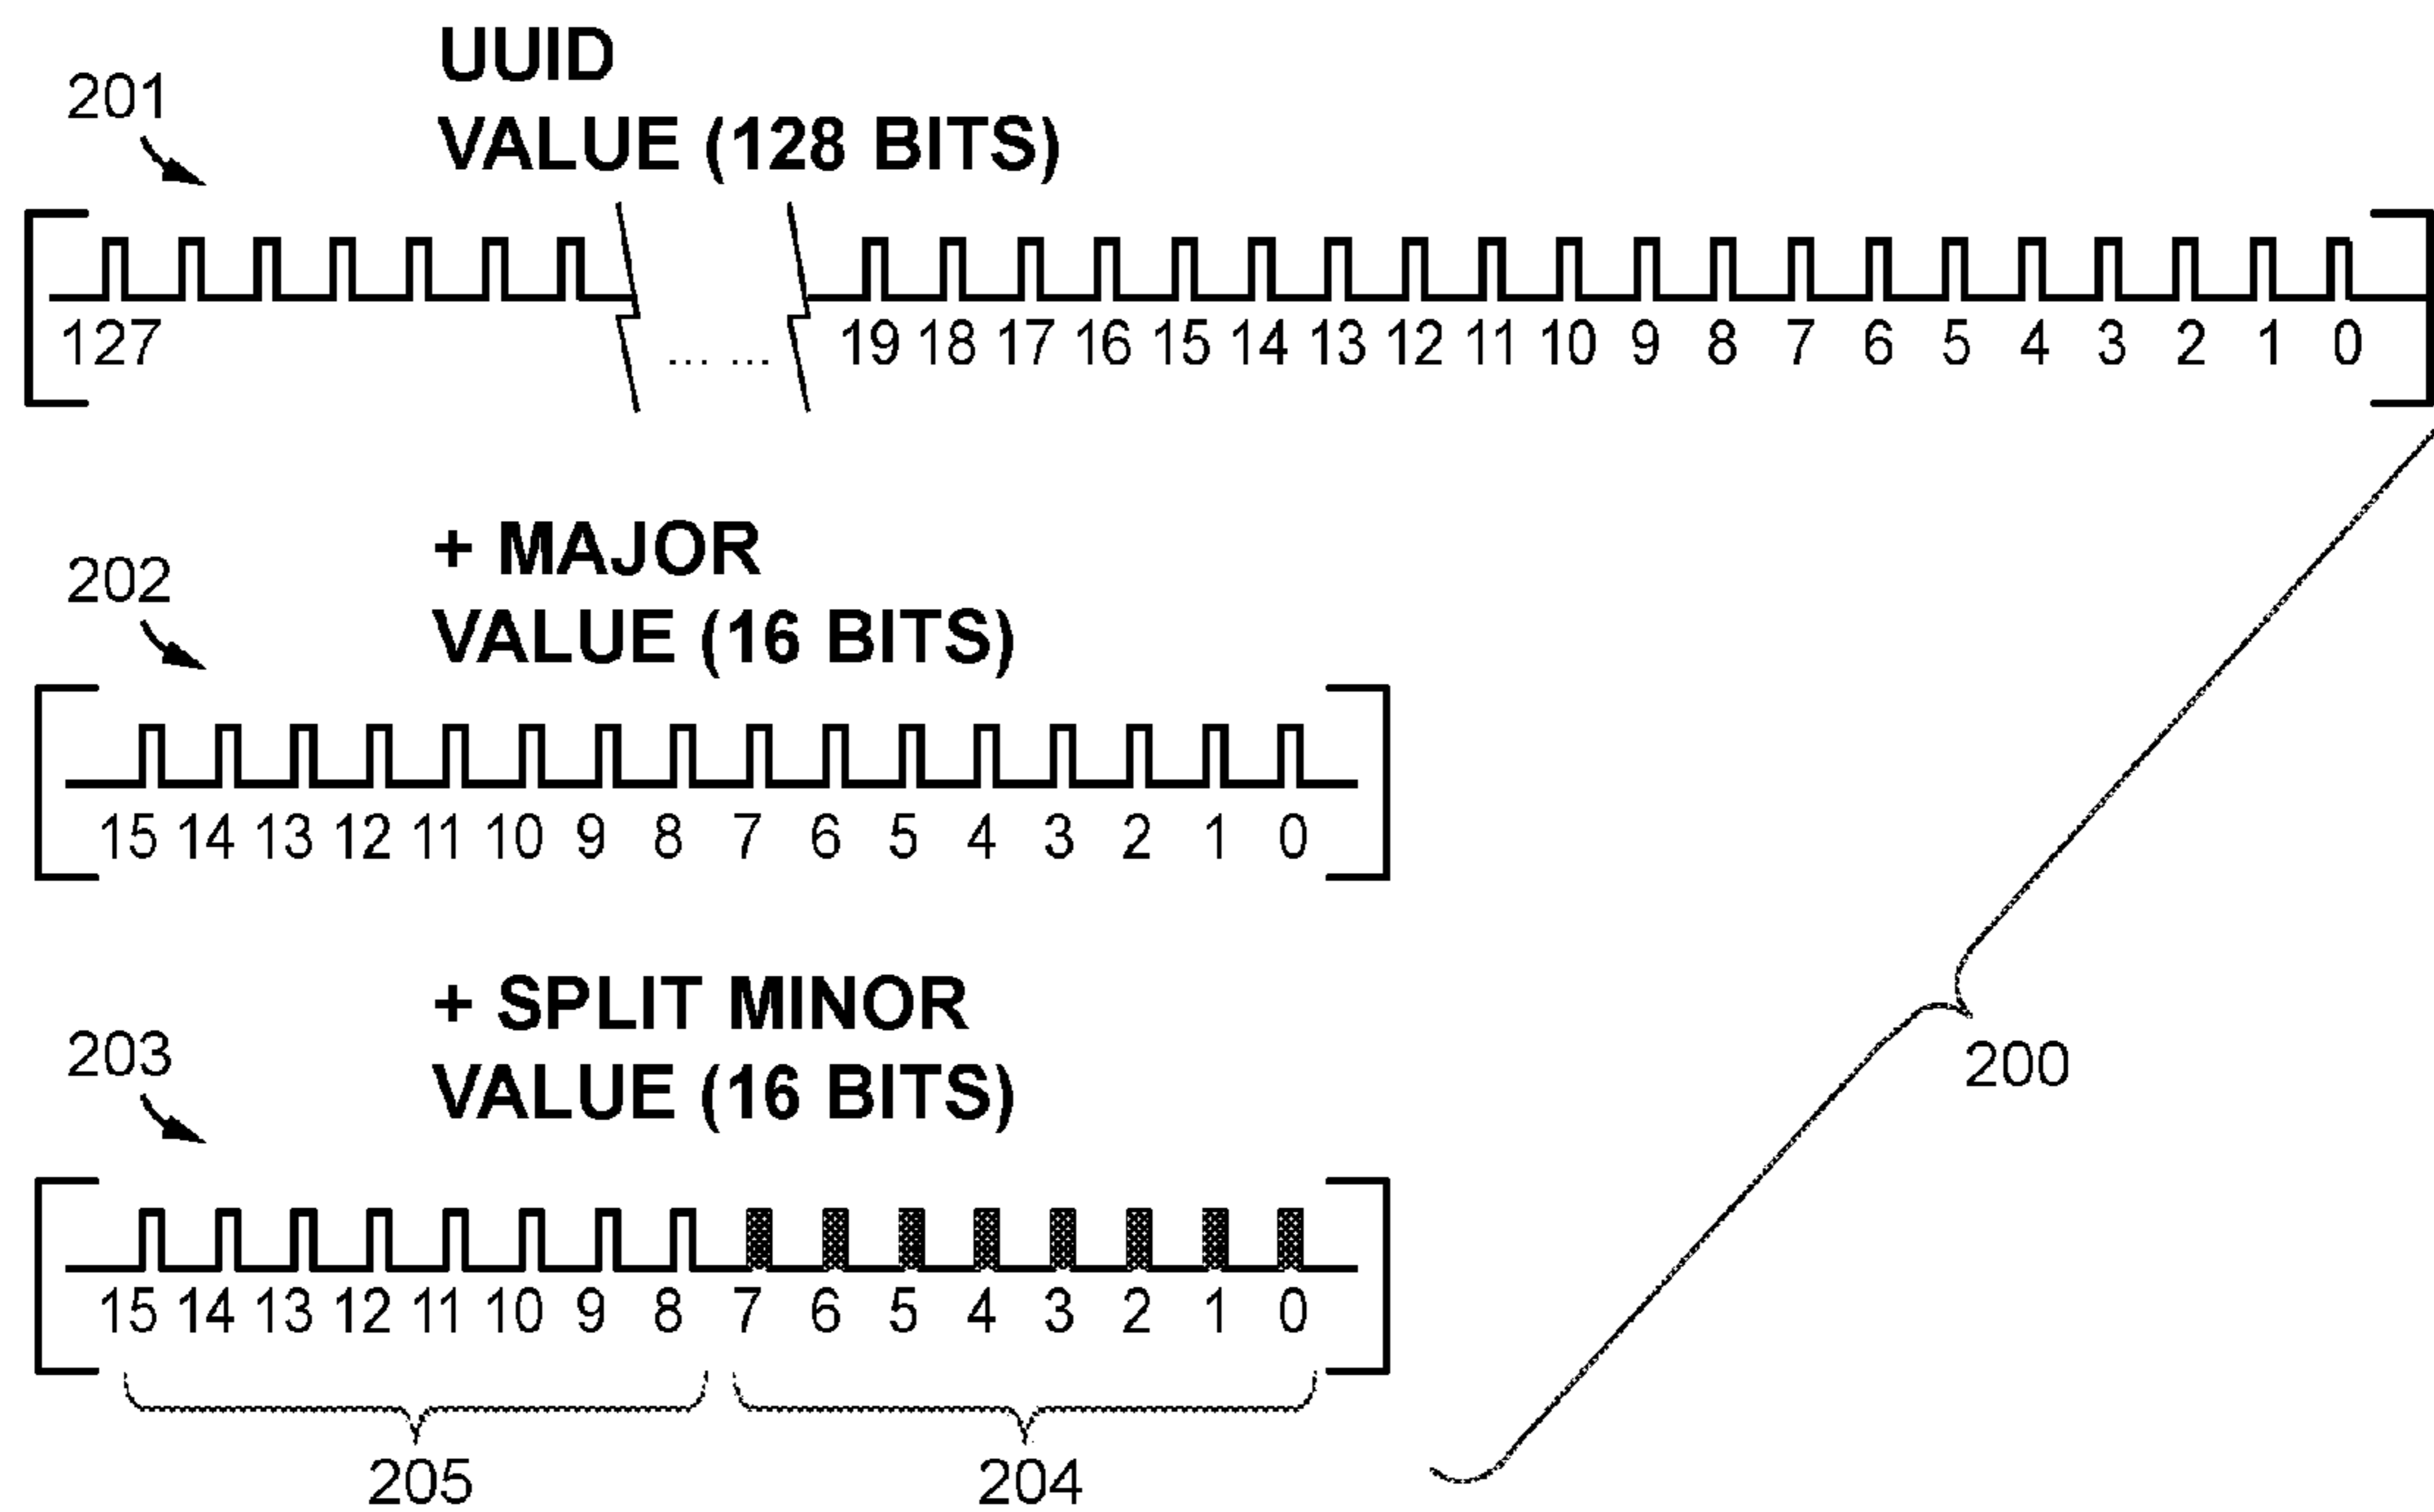 UUID
201
VALUE (128 BITS)
127 ... ... 19 18 17 16 15 14 13 12 11 10 9 8 7 6 5 4 3 2 1 0
+ MAJOR
202
VALUE (16 BITS)
15 14 13 12 11 10 9 8 7 6 5 4 3 2 1 0
+ SPLIT MINOR
203
VALUE (16 BITS)
200
15 14 13 12 11 10 9 8 7 6 5 4 3 2 1 0
205 204